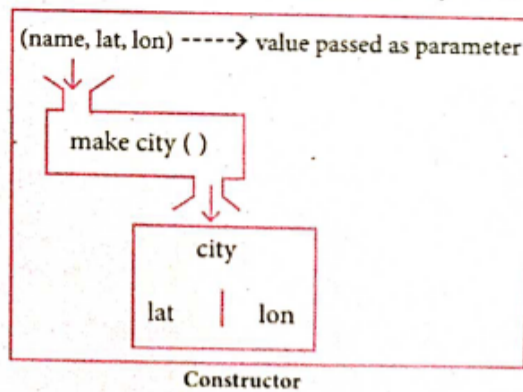 (name, lat, lon) -----> value passed as parameter
make city ( )
city
lat | lon
Constructor